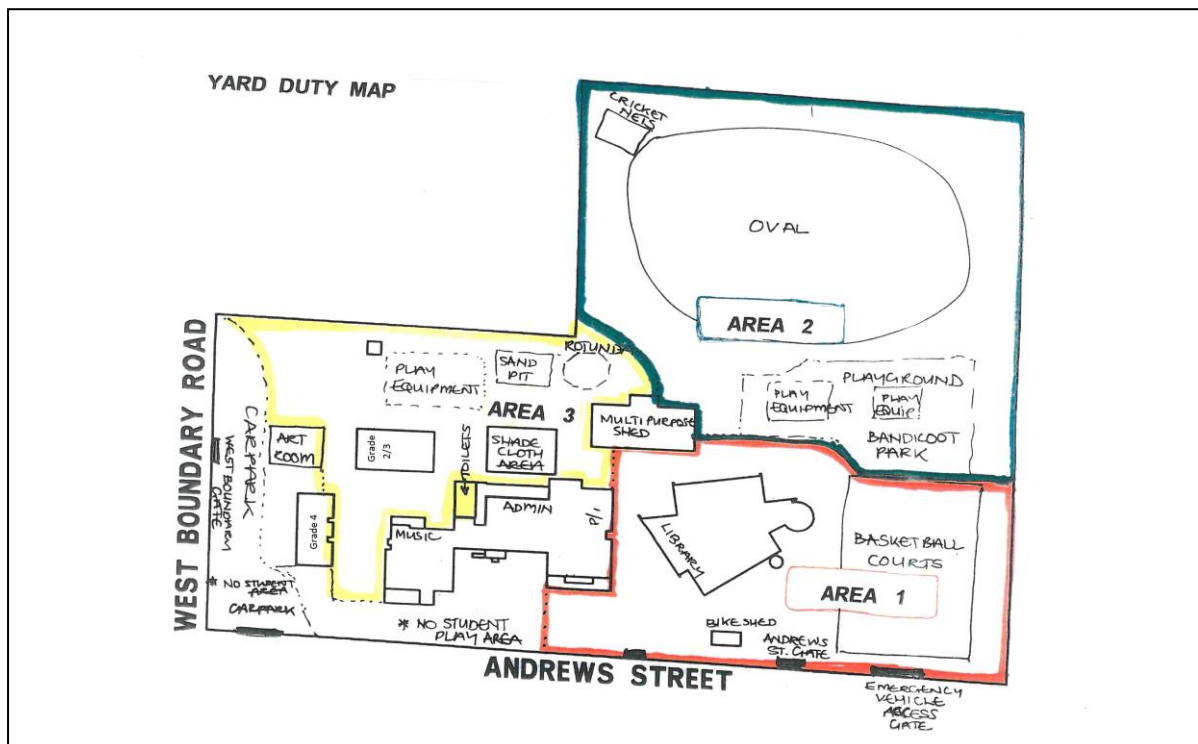 YARD DUTY MAP
CRICKET
NETS
OVAL
AREA 2
ROTUNDA
PLAY
EQUIPMENT
SAND
PIT
AREA 3
PLAYGROUND
PLAY
EQUIPMENT
PLAY
EQUIP
BANDIKOOT
PARK
MULTI PURPOSE
SHED
WEST BOUNDARY ROAD
CARPARK
WEST BOUNDARY
GATE
ART
ROOM
Grade
2/3
TOILETS
SHADE
CLOTH
AREA
Grade 4
MUSIC
ADMIN
P/1
LIBRARY
BASKETBALL
COURTS
AREA 1
* NO STUDENT
AREA
CARPARK
* NO STUDENT
PLAY AREA
BIKE SHED
ANDREWS
ST. GATE
ANDREWS STREET
EMERGENCY
VEHICLE
ACCESS
GATE